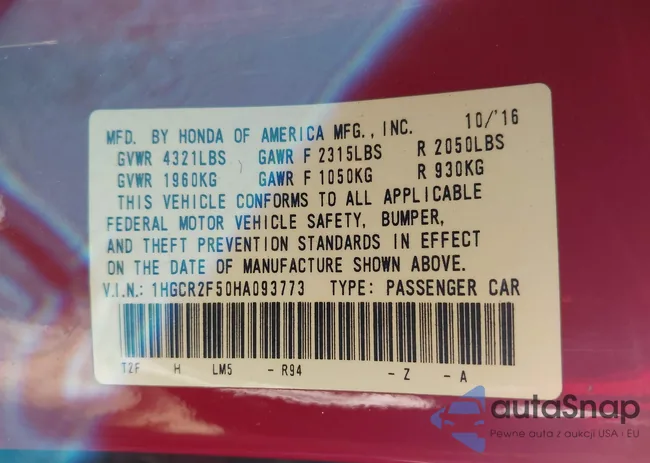 MFD. BY HONDA OF AMERICA MFG., INC. 10/'16
GVWR 4321LBS GAWR F 2315LBS R 2050LBS
GVWR 1960KG GAWR F 1050KG R 930KG
THIS VEHICLE CONFORMS TO ALL APPLICABLE
FEDERAL MOTOR VEHICLE SAFETY, BUMPER,
AND THEFT PREVENTION STANDARDS IN EFFECT
ON THE DATE OF MANUFACTURE SHOWN ABOVE.
V.I.N.: 1HGCR2F50HA093773 TYPE: PASSENGER CAR
T2F H LM5 - R94 - Z - A
autoSnap
Pewne auta z aukcji USA i EU